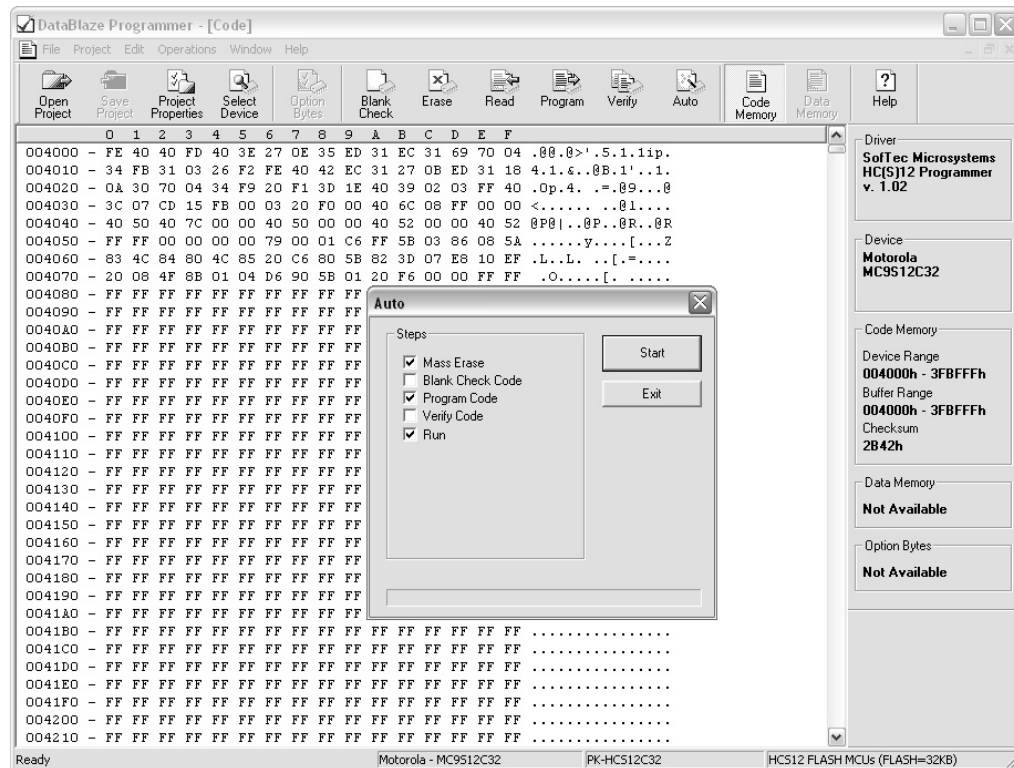 DataBlaze Programmer - [Code]
File Project Edit Operations Window Help
Open Project
Save Project
Project Properties
Select Device
Option Bytes
Blank Check
Erase
Read
Program
Verify
Auto
Code Memory
Data Memory
Help
0 1 2 3 4 5 6 7 8 9 A B C D E F
004000 - FE 40 40 FD 40 3E 27 0E 35 ED 31 EC 31 69 70 04 .@@.@>'.5.1.1ip.
004010 - 34 FB 31 03 26 F2 FE 40 42 EC 31 27 0B ED 31 18 4.1.&..@B.1'..1.
004020 - 0A 30 70 04 34 F9 20 F1 3D 1E 40 39 02 03 FF 40 .0p.4. .=.@9...@
004030 - 3C 07 CD 15 FB 00 03 20 F0 00 40 6C 08 FF 00 00 <...... ..@l....
004040 - 40 50 40 7C 00 00 40 50 00 00 40 52 00 00 40 52 @P@|..@P..@R..@R
004050 - FF FF 00 00 00 00 79 00 01 C6 FF 5B 03 86 08 5A ......y....[...Z
004060 - 83 4C 84 80 4C 85 20 C6 80 5B 82 3D 07 E8 10 EF .L..L. ..[.=....
004070 - 20 08 4F 8B 01 04 D6 90 5B 01 20 F6 00 00 FF FF .O.....[. .....
004080 - FF FF FF FF FF FF FF FF FF FF
004090 - FF FF FF FF FF FF FF FF FF FF
0040A0 - FF FF FF FF FF FF FF FF FF FF
0040B0 - FF FF FF FF FF FF FF FF FF FF
0040C0 - FF FF FF FF FF FF FF FF FF FF
0040D0 - FF FF FF FF FF FF FF FF FF FF
0040E0 - FF FF FF FF FF FF FF FF FF FF
0040F0 - FF FF FF FF FF FF FF FF FF FF
004100 - FF FF FF FF FF FF FF FF FF FF
004110 - FF FF FF FF FF FF FF FF FF FF
004120 - FF FF FF FF FF FF FF FF FF FF
004130 - FF FF FF FF FF FF FF FF FF FF
004140 - FF FF FF FF FF FF FF FF FF FF
004150 - FF FF FF FF FF FF FF FF FF FF
004160 - FF FF FF FF FF FF FF FF FF FF
004170 - FF FF FF FF FF FF FF FF FF FF
004180 - FF FF FF FF FF FF FF FF FF FF
004190 - FF FF FF FF FF FF FF FF FF FF
0041A0 - FF FF FF FF FF FF FF FF FF FF
0041B0 - FF FF FF FF FF FF FF FF FF FF FF FF FF FF FF FF ................
0041C0 - FF FF FF FF FF FF FF FF FF FF FF FF FF FF FF FF ................
0041D0 - FF FF FF FF FF FF FF FF FF FF FF FF FF FF FF FF ................
0041E0 - FF FF FF FF FF FF FF FF FF FF FF FF FF FF FF FF ................
0041F0 - FF FF FF FF FF FF FF FF FF FF FF FF FF FF FF FF ................
004200 - FF FF FF FF FF FF FF FF FF FF FF FF FF FF FF FF ................
004210 - FF FF FF FF FF FF FF FF FF FF FF FF FF FF FF FF ................
Auto
Steps
Mass Erase
Blank Check Code
Program Code
Verify Code
Run
Start
Exit
Driver
SofTec Microsystems
HC(S)12 Programmer
v. 1.02
Device
Motorola
MC9S12C32
Code Memory
Device Range
004000h - 3FBFFFh
Buffer Range
004000h - 3FBFFFh
Checksum
2B42h
Data Memory
Not Available
Option Bytes
Not Available
Ready
Motorola - MC9S12C32
PK-HCS12C32
HCS12 FLASH MCUs (FLASH=32KB)